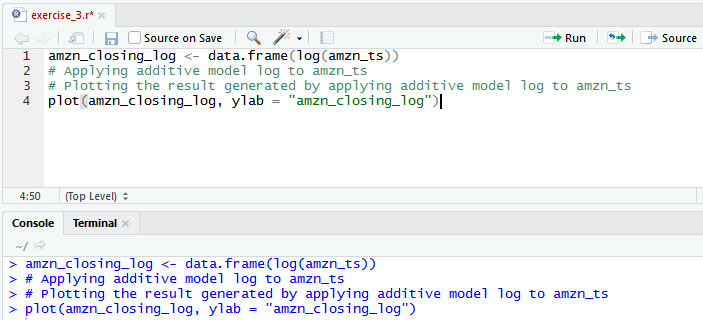 exercise_3.r* ×
Source on Save Run Source
1 amzn_closing_log <- data.frame(log(amzn_ts))
2 # Applying additive model log to amzn_ts
3 # Plotting the result generated by applying additive model log to amzn_ts
4 plot(amzn_closing_log, ylab = "amzn_closing_log")
4:50 (Top Level)
Console Terminal ×
~/
> amzn_closing_log <- data.frame(log(amzn_ts))
> # Applying additive model log to amzn_ts
> # Plotting the result generated by applying additive model log to amzn_ts
> plot(amzn_closing_log, ylab = "amzn_closing_log")